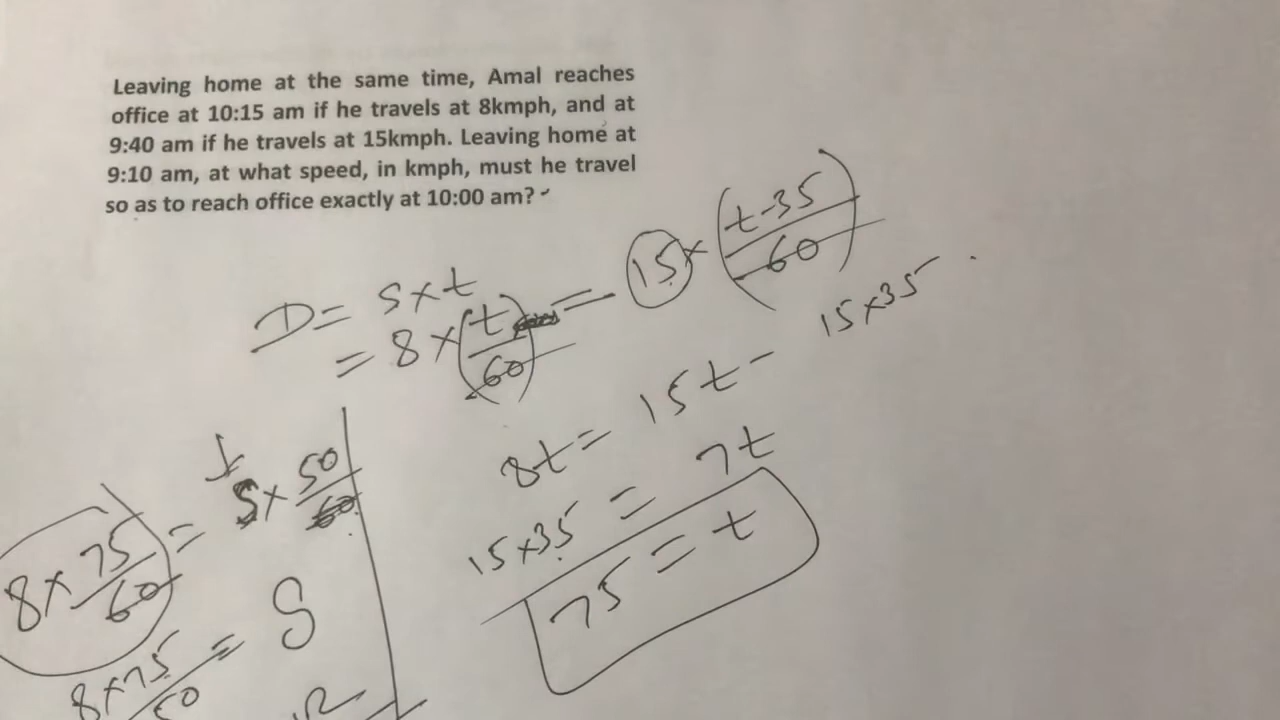 Leaving home at the same time, Amal reaches
office at 10:15 am if he travels at 8kmph, and at
9:40 am if he travels at 15kmph. Leaving home at
9:10 am, at what speed, in kmph, must he travel
so as to reach office exactly at 10:00 am?
D = s × t
= 8 × (t/60) = 15 × (t-35/60)
8t = 15t - 15×35
15×35 = 7t
75 = t
8 × 75/60 = s × 50/60
8×75/50 = S
12